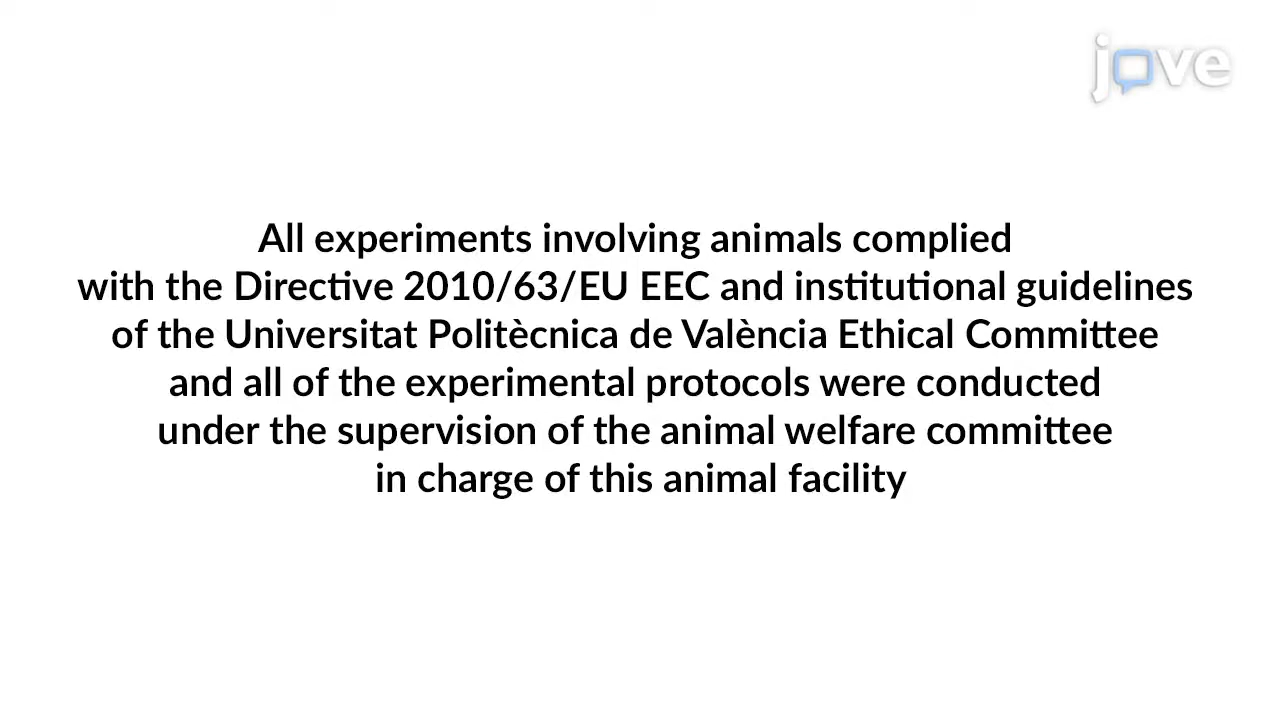 jove
All experiments involving animals complied
with the Directive 2010/63/EU EEC and institutional guidelines
of the Universitat Politècnica de València Ethical Committee
and all of the experimental protocols were conducted
under the supervision of the animal welfare committee
in charge of this animal facility